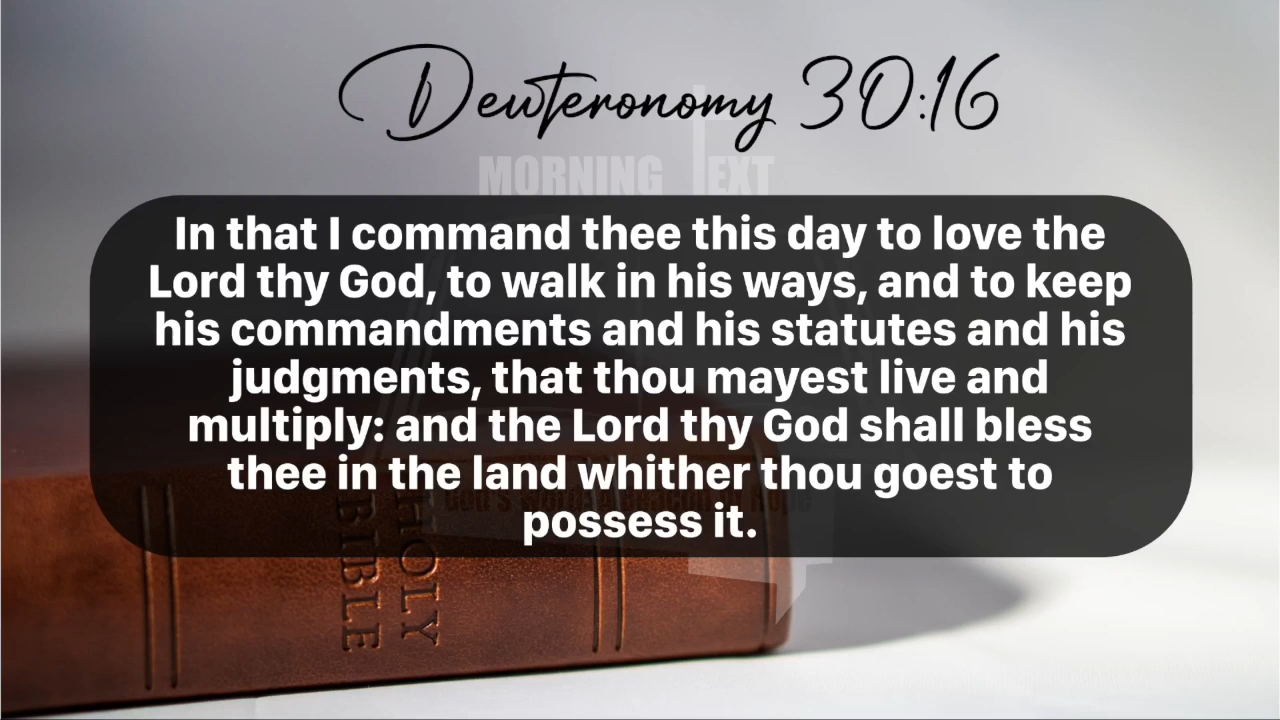 Deuteronomy 30:16
MORNING TEXT
In that I command thee this day to love the
Lord thy God, to walk in his ways, and to keep
his commandments and his statutes and his
judgments, that thou mayest live and
multiply: and the Lord thy God shall bless
thee in the land whither thou goest to
possess it.
HOLY
BIBLE